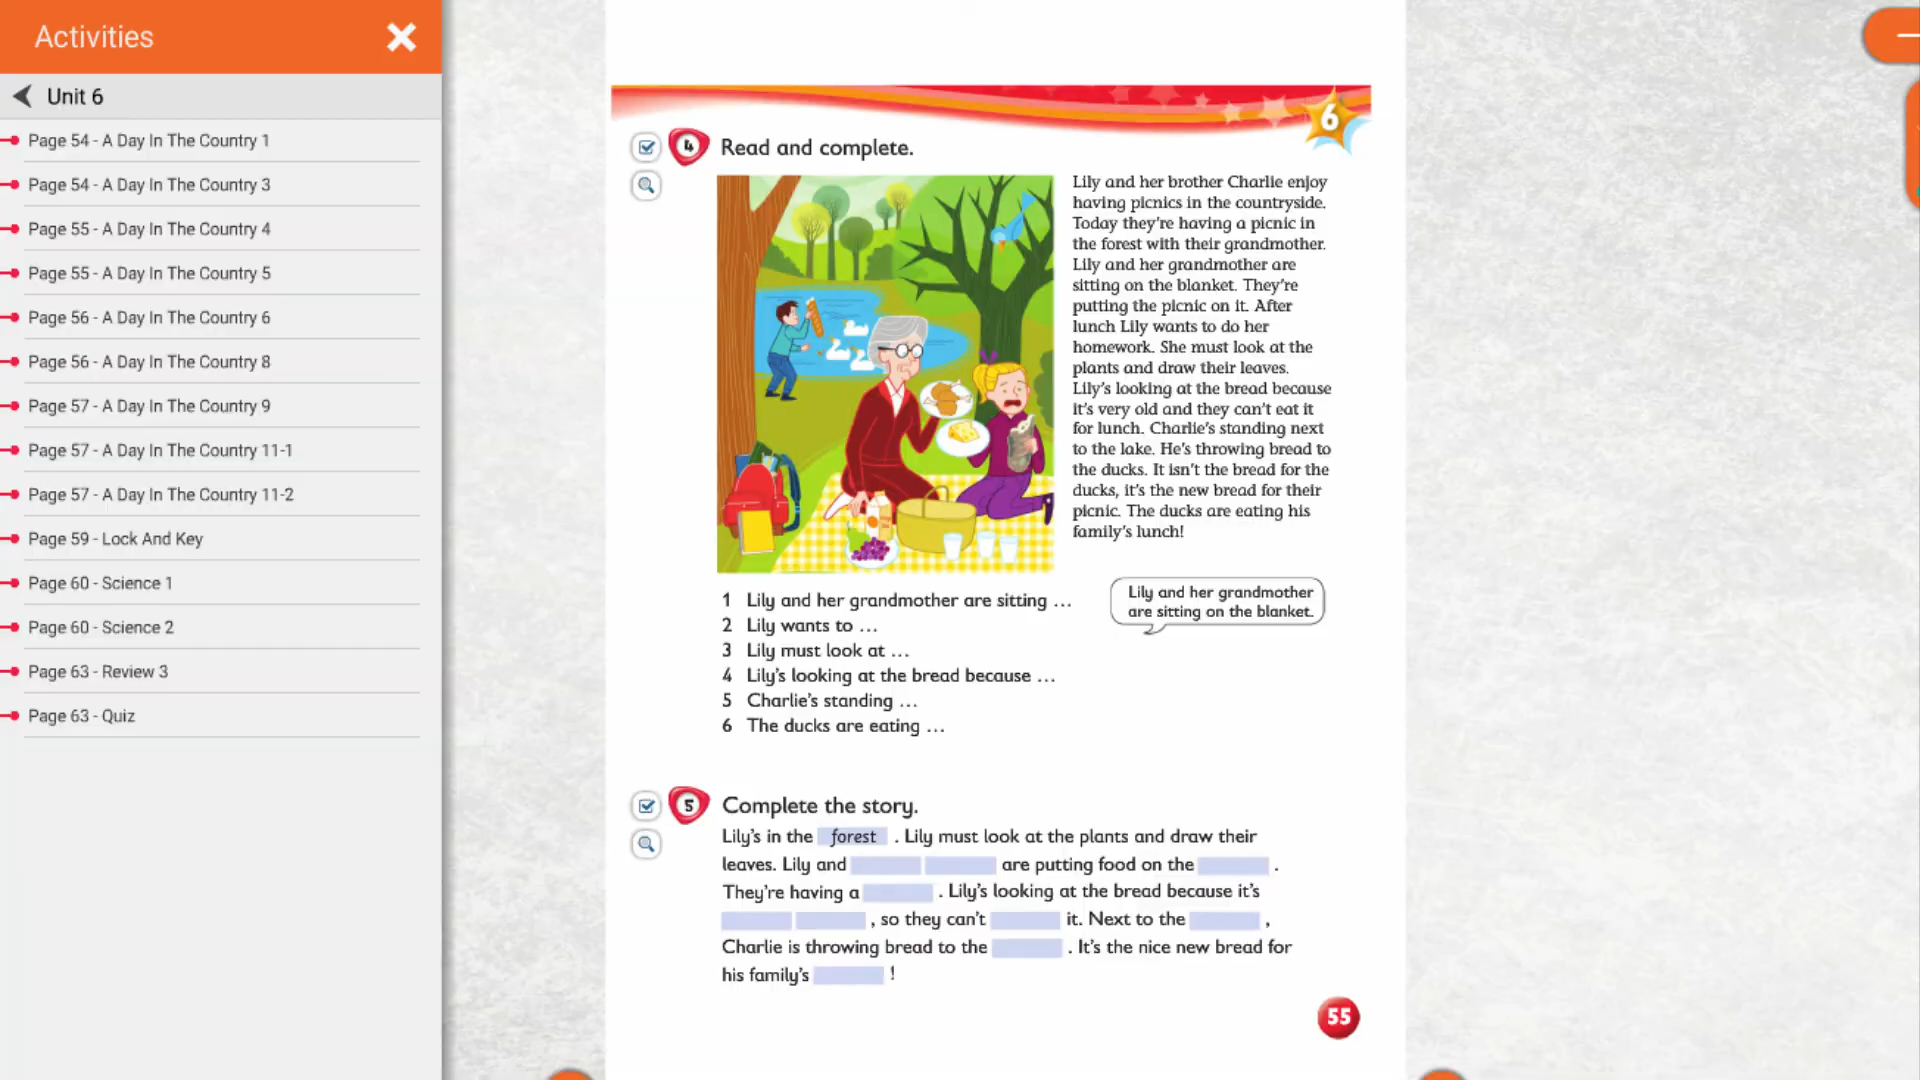 Activities
Unit 6
Page 54 - A Day In The Country 1
Page 54 - A Day In The Country 3
Page 55 - A Day In The Country 4
Page 55 - A Day In The Country 5
Page 56 - A Day In The Country 6
Page 56 - A Day In The Country 8
Page 57 - A Day In The Country 9
Page 57 - A Day In The Country 11-1
Page 57 - A Day In The Country 11-2
Page 59 - Lock And Key
Page 60 - Science 1
Page 60 - Science 2
Page 63 - Review 3
Page 63 - Quiz
6
4 Read and complete.
Lily and her brother Charlie enjoy
having picnics in the countryside.
Today they're having a picnic in
the forest with their grandmother.
Lily and her grandmother are
sitting on the blanket. They're
putting the picnic on it. After
lunch Lily wants to do her
homework. She must look at the
plants and draw their leaves.
Lily's looking at the bread because
it's very old and they can't eat it
for lunch. Charlie's standing next
to the lake. He's throwing bread to
the ducks. It isn't the bread for the
ducks, it's the new bread for their
picnic. The ducks are eating his
family's lunch!
1 Lily and her grandmother are sitting ...
2 Lily wants to ...
3 Lily must look at ...
4 Lily's looking at the bread because ...
5 Charlie's standing ...
6 The ducks are eating ...
Lily and her grandmother
are sitting on the blanket.
5 Complete the story.
Lily's in the forest . Lily must look at the plants and draw their
leaves. Lily and are putting food on the .
They're having a . Lily's looking at the bread because it's
, so they can't it. Next to the ,
Charlie is throwing bread to the . It's the nice new bread for
his family's !
55